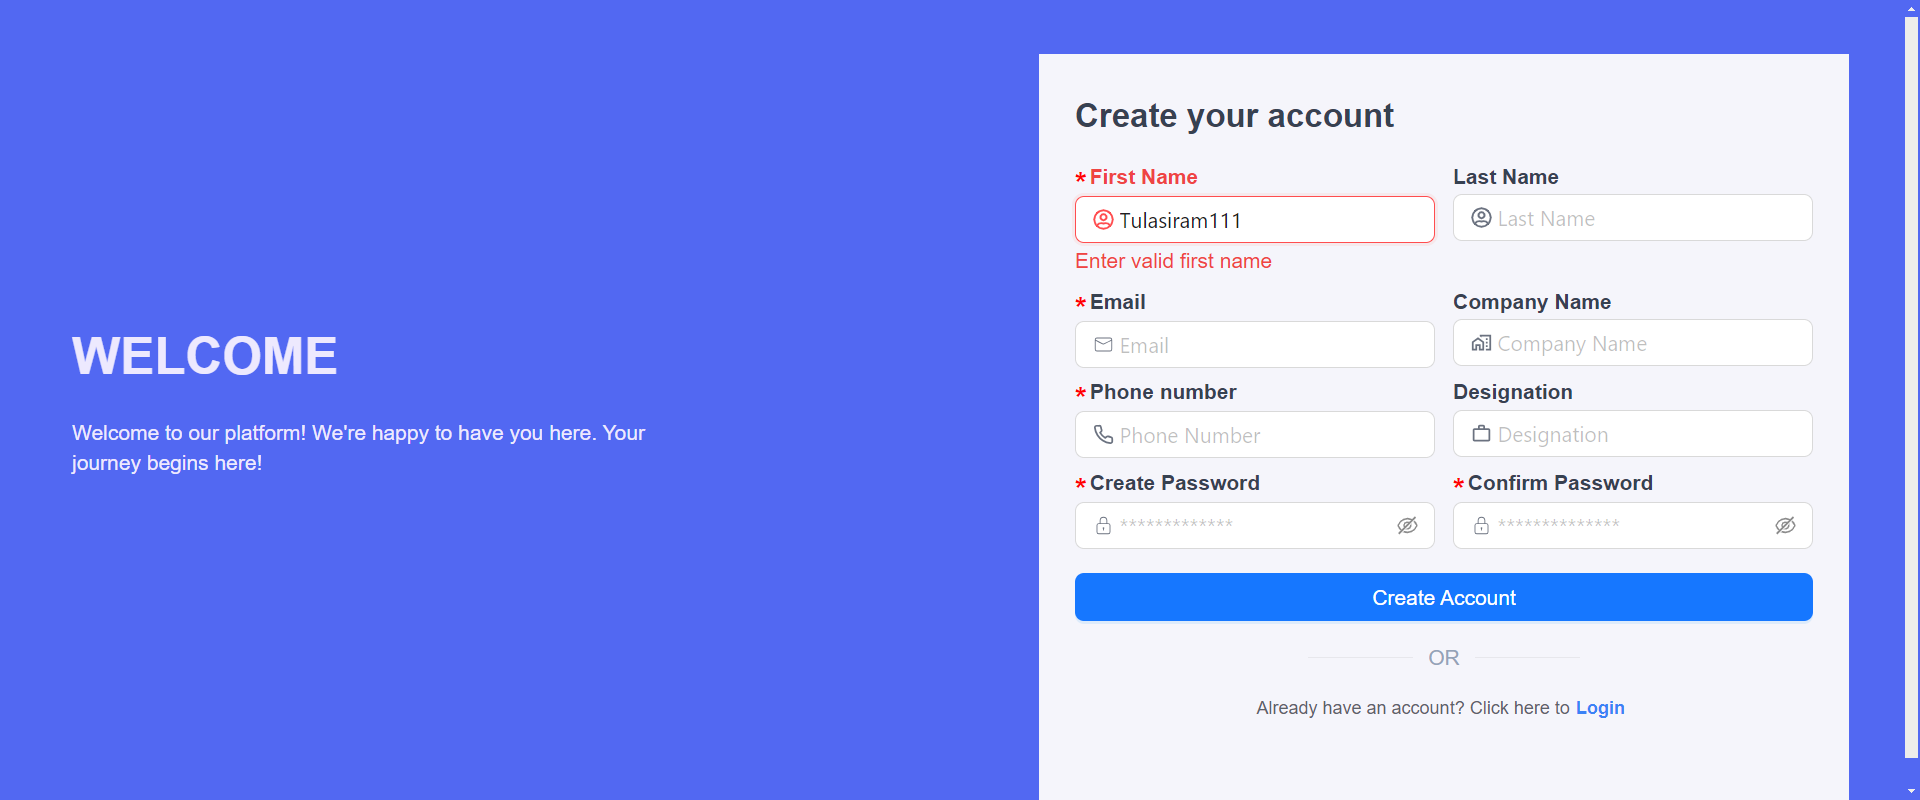 WELCOME
Welcome to our platform! We're happy to have you here. Your
journey begins here!
Create your account
* First Name
Tulasiram111
Enter valid first name
Last Name
Last Name
* Email
Email
Company Name
Company Name
* Phone number
Phone Number
Designation
Designation
* Create Password
*************
* Confirm Password
**************
Create Account
OR
Already have an account? Click here to Login